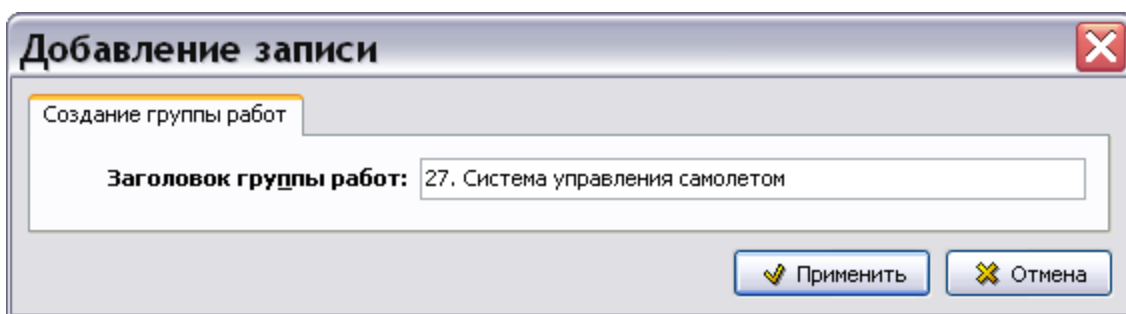 Добавление записи
Создание группы работ
Заголовок группы работ: 27. Система управления самолетом
Применить Отмена